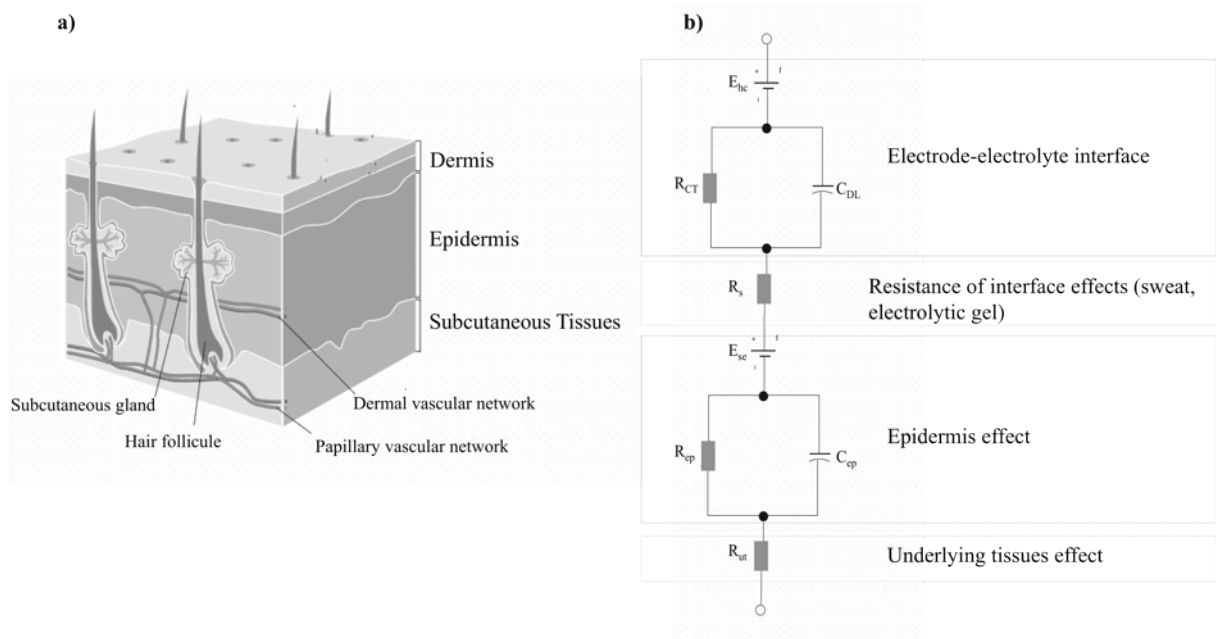 a)
Dermis
Epidermis
Subcutaneous Tissues
Subcutaneous gland
Dermal vascular network
Hair follicule
Papillary vascular network
b)
E_hc
R_CT
C_DL
Electrode-electrolyte interface
R_s
Resistance of interface effects (sweat,
electrolytic gel)
E_se
R_ep
C_ep
Epidermis effect
R_ut
Underlying tissues effect